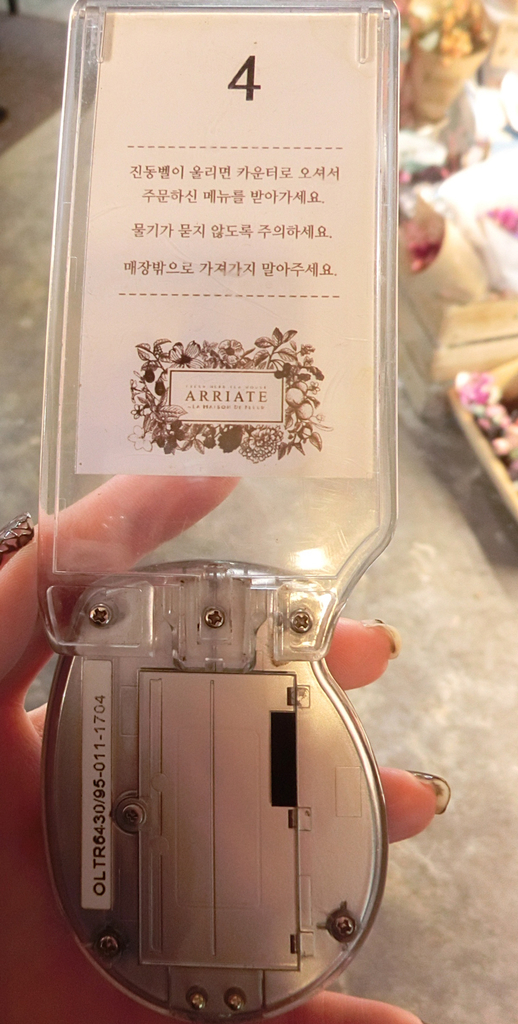 4
진동벨이 울리면 카운터로 오셔서
주문하신 메뉴를 받아가세요.
물기가 묻지 않도록 주의하세요.
매장밖으로 가져가지 말아주세요.
ARRIATE
LA MAISON DE
OLTR6430/95-011-1704